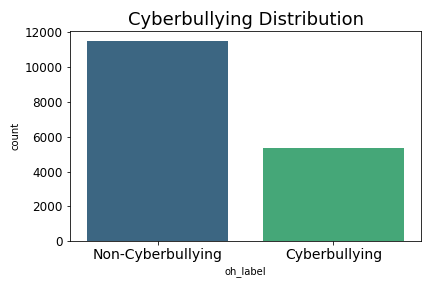 Cyberbullying Distribution
12000
10000
8000
6000
4000
2000
0
count
Non-Cyberbullying
Cyberbullying
oh_label